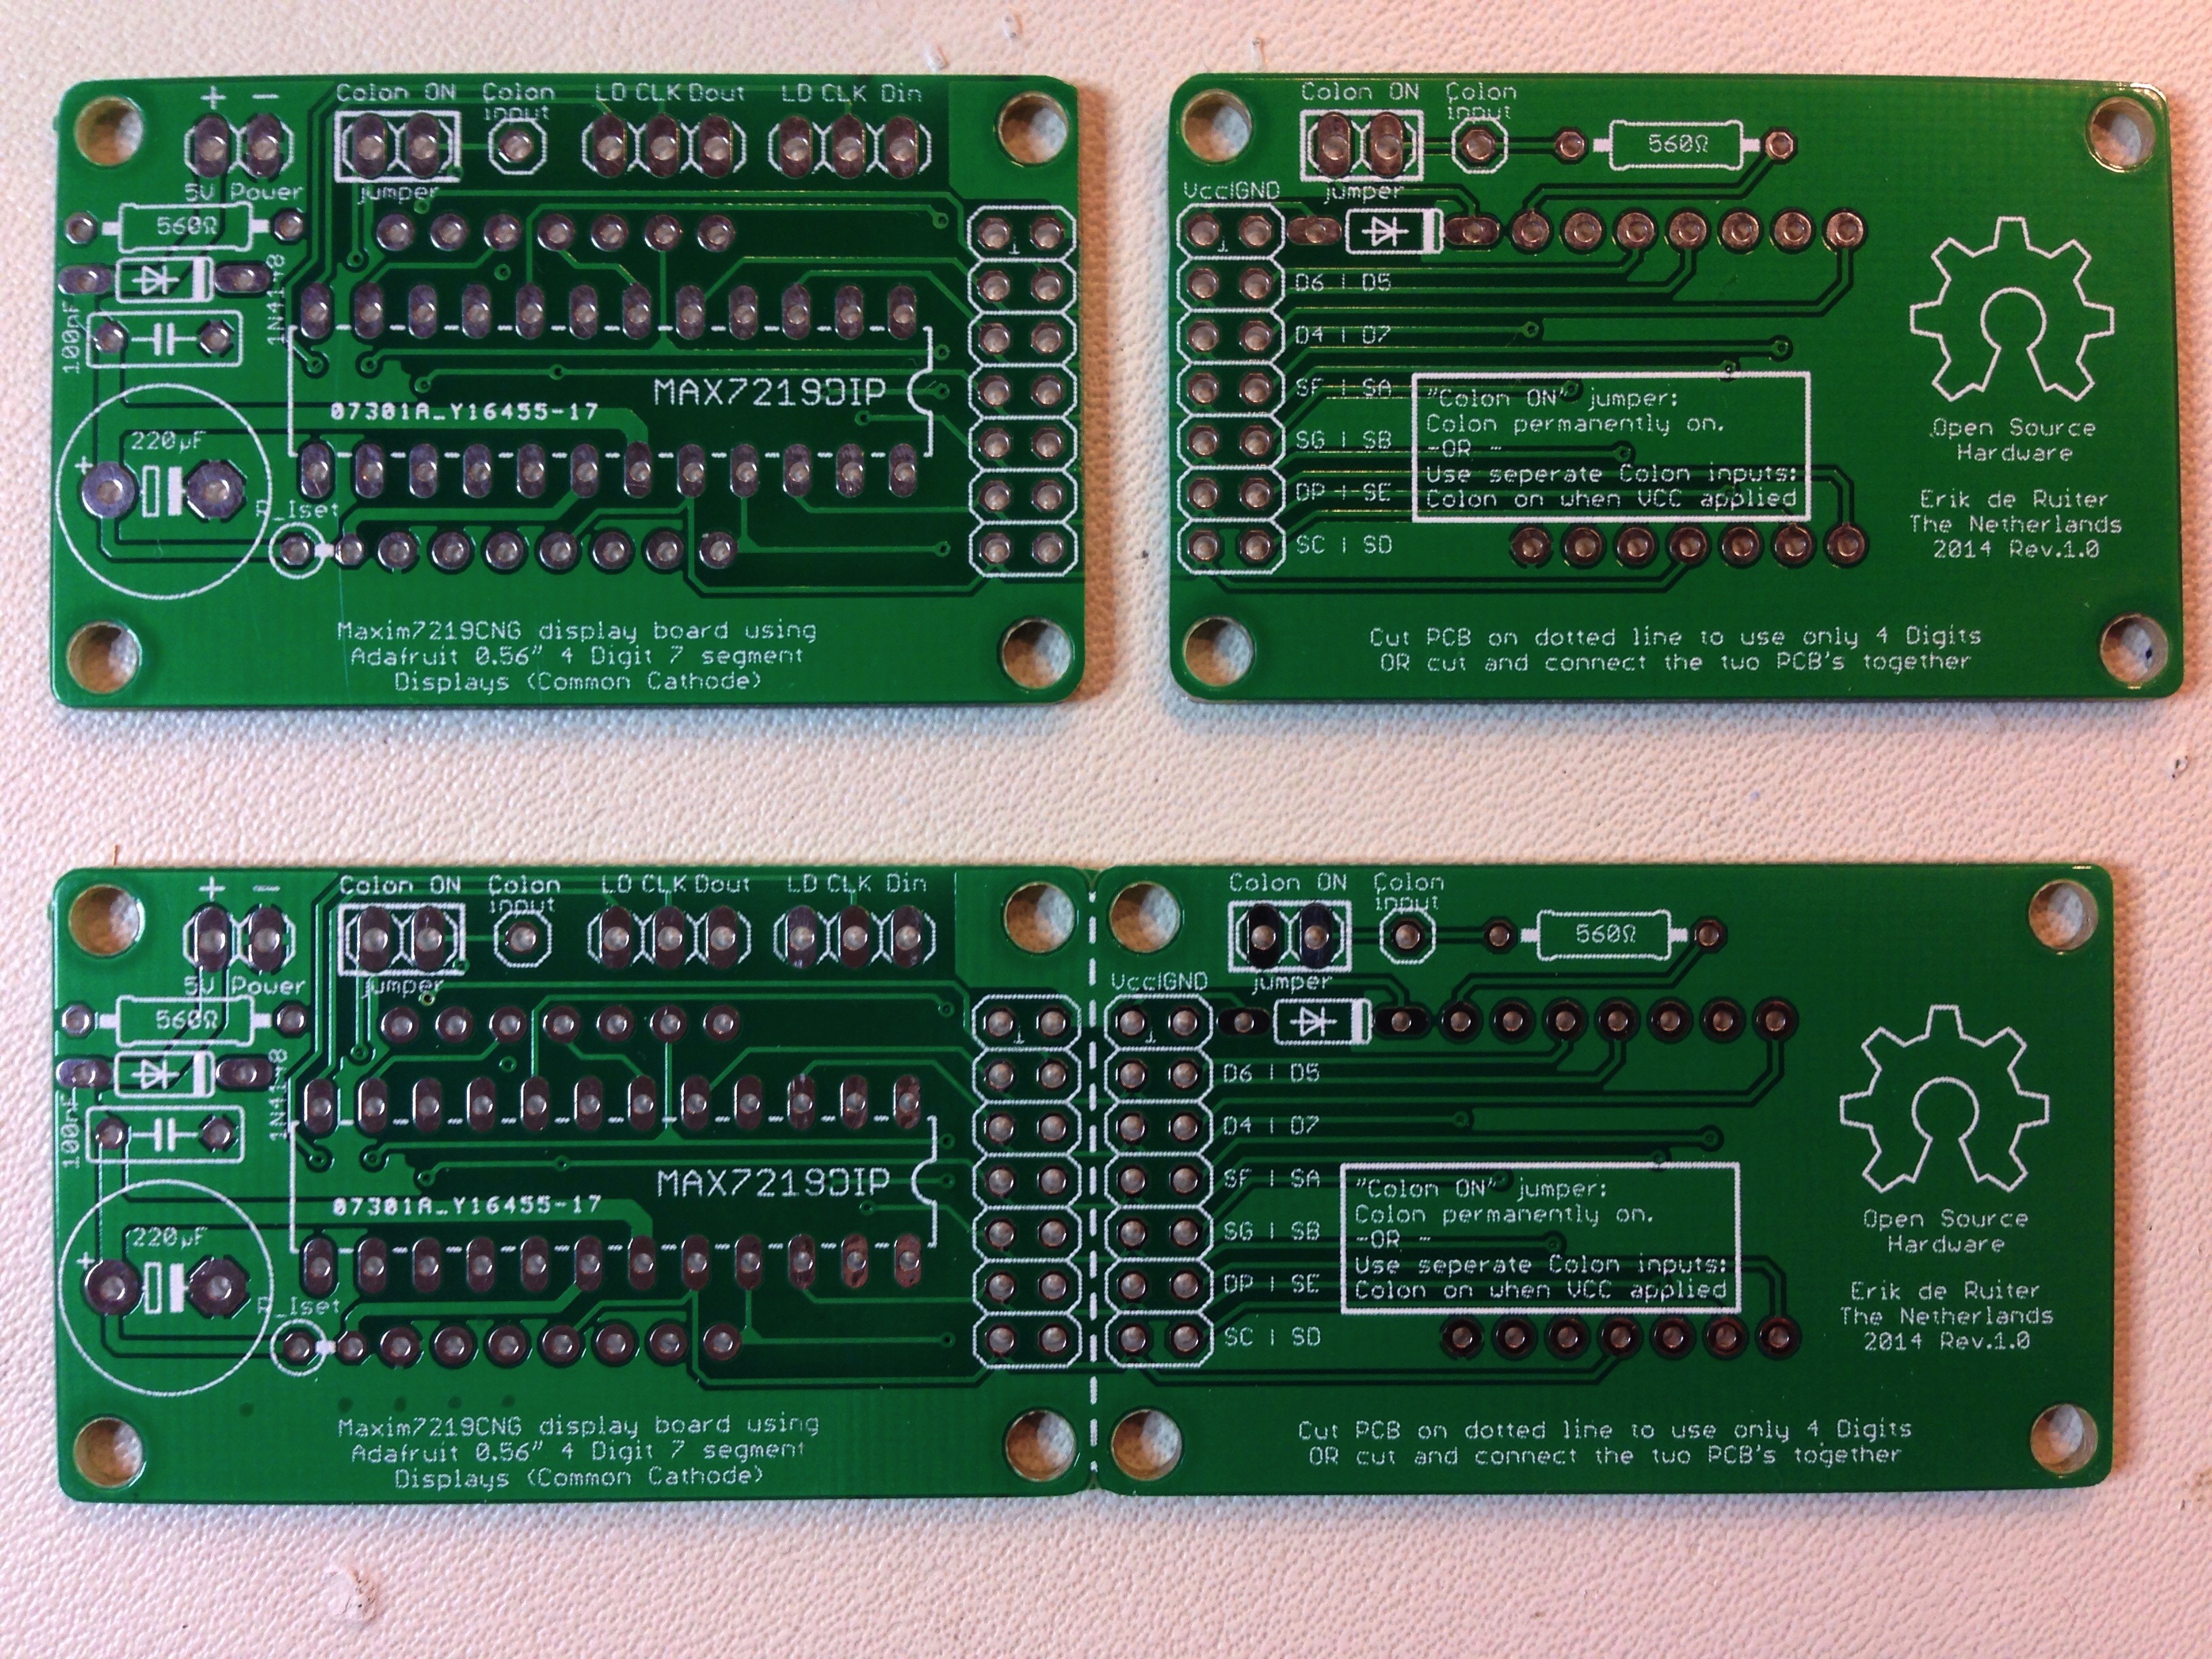 + -
Colon ON
Colon
input
LD CLK Dout
LD CLK Din
5V Power
jumper
560Ω
1N4148
100nF
MAX7219DIP
07301A_Y16455-17
220µF
+
R_Iset
1
Maxim7219CNG display board using
Adafruit 0.56" 4 Digit 7 segment
Displays (Common Cathode)
Colon ON
Colon
input
560Ω
Vcc|GND
jumper
1
D6 | D5
D4 | D7
SF | SA
SG | SB
DP | SE
SC | SD
"Colon ON" jumper:
Colon permanently on.
-OR -
Use seperate Colon inputs:
Colon on when VCC applied
Open Source
Hardware
Erik de Ruiter
The Netherlands
2014 Rev.1.0
Cut PCB on dotted line to use only 4 Digits
OR cut and connect the two PCB's together
+ -
Colon ON
Colon
input
LD CLK Dout
LD CLK Din
5V Power
jumper
560Ω
1N4148
100nF
MAX7219DIP
07301A_Y16455-17
220µF
+
R_Iset
1
Maxim7219CNG display board using
Adafruit 0.56" 4 Digit 7 segment
Displays (Common Cathode)
Colon ON
Colon
input
560Ω
Vcc|GND
jumper
1
D6 | D5
D4 | D7
SF | SA
SG | SB
DP | SE
SC | SD
"Colon ON" jumper:
Colon permanently on.
-OR -
Use seperate Colon inputs:
Colon on when VCC applied
Open Source
Hardware
Erik de Ruiter
The Netherlands
2014 Rev.1.0
Cut PCB on dotted line to use only 4 Digits
OR cut and connect the two PCB's together